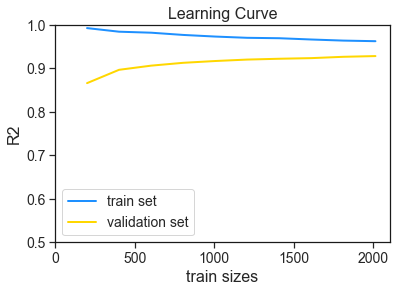 Learning Curve
1.0
0.9
0.8
0.7
0.6
0.5
R2
train set
validation set
0
500
1000
1500
2000
train sizes